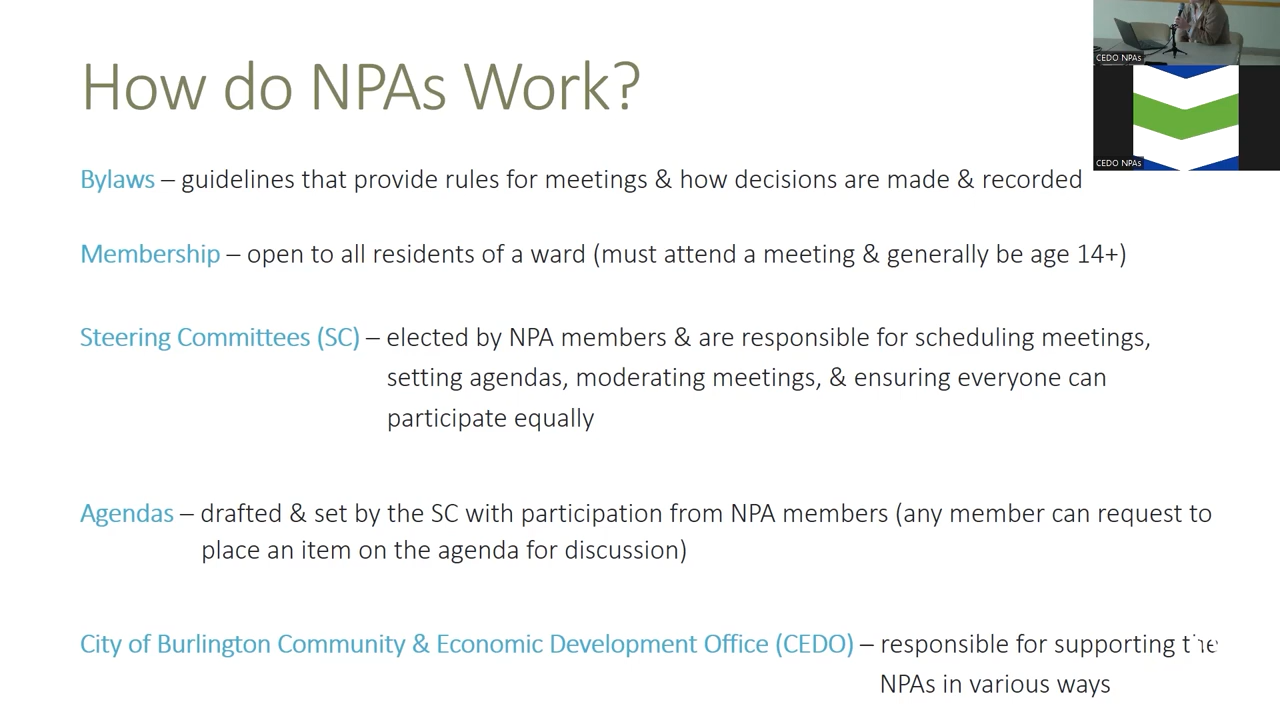 How do NPAs Work?
CEDO NPAs
CEDO NPAs
Bylaws – guidelines that provide rules for meetings & how decisions are made & recorded
Membership – open to all residents of a ward (must attend a meeting & generally be age 14+)
Steering Committees (SC) – elected by NPA members & are responsible for scheduling meetings,
setting agendas, moderating meetings, & ensuring everyone can
participate equally
Agendas – drafted & set by the SC with participation from NPA members (any member can request to
place an item on the agenda for discussion)
City of Burlington Community & Economic Development Office (CEDO) – responsible for supporting the
NPAs in various ways